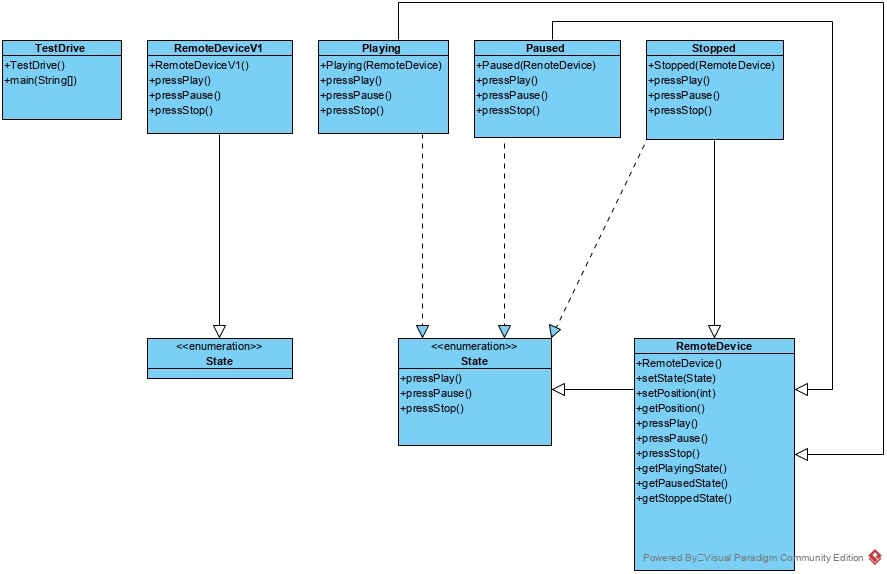 TestDrive
+TestDrive()
+main(String[])
RemoteDeviceV1
+RemoteDeviceV1()
+pressPlay()
+pressPause()
+pressStop()
Playing
+Playing(RemoteDevice)
+pressPlay()
+pressPause()
+pressStop()
Paused
+Paused(RenoteDevice)
+pressPlay()
+pressPause()
+pressStop()
Stopped
+Stopped(RemoteDevice)
+pressPlay()
+pressPause()
+pressStop()
<<enumeration>>
State
<<enumeration>>
State
+pressPlay()
+pressPause()
+pressStop()
RemoteDevice
+RemoteDevice()
+setState(State)
+setPosition(int)
+getPosition()
+pressPlay()
+pressPause()
+pressStop()
+getPlayingState()
+getPausedState()
+getStoppedState()
Powered By Visual Paradigm Community Edition